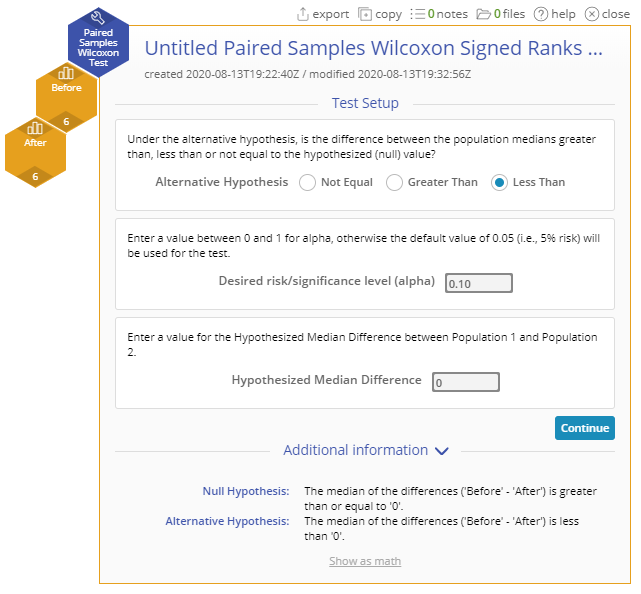 export copy 0 notes 0 files ? help close
Paired
Samples
Wilcoxon
Test
Before
6
After
6
Untitled Paired Samples Wilcoxon Signed Ranks ...
created 2020-08-13T19:22:40Z / modified 2020-08-13T19:32:56Z
Test Setup
Under the alternative hypothesis, is the difference between the population medians greater
than, less than or not equal to the hypothesized (null) value?
Alternative Hypothesis Not Equal Greater Than Less Than
Enter a value between 0 and 1 for alpha, otherwise the default value of 0.05 (i.e., 5% risk) will
be used for the test.
Desired risk/significance level (alpha) 0.10
Enter a value for the Hypothesized Median Difference between Population 1 and Population
2.
Hypothesized Median Difference 0
Continue
Additional information
Null Hypothesis: The median of the differences ('Before' - 'After') is greater
than or equal to '0'.
Alternative Hypothesis: The median of the differences ('Before' - 'After') is less
than '0'.
Show as math